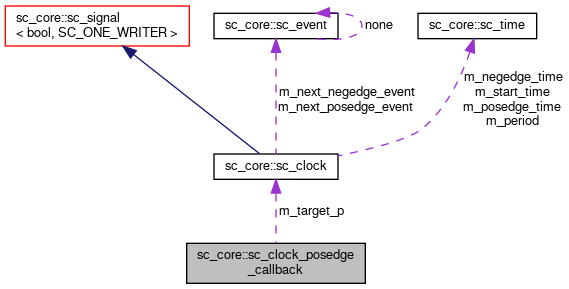 sc_core::sc_signal
< bool, SC_ONE_WRITER >
sc_core::sc_event
none
sc_core::sc_time
m_next_negedge_event
m_next_posedge_event
m_negedge_time
m_start_time
m_posedge_time
m_period
sc_core::sc_clock
m_target_p
sc_core::sc_clock_posedge
_callback